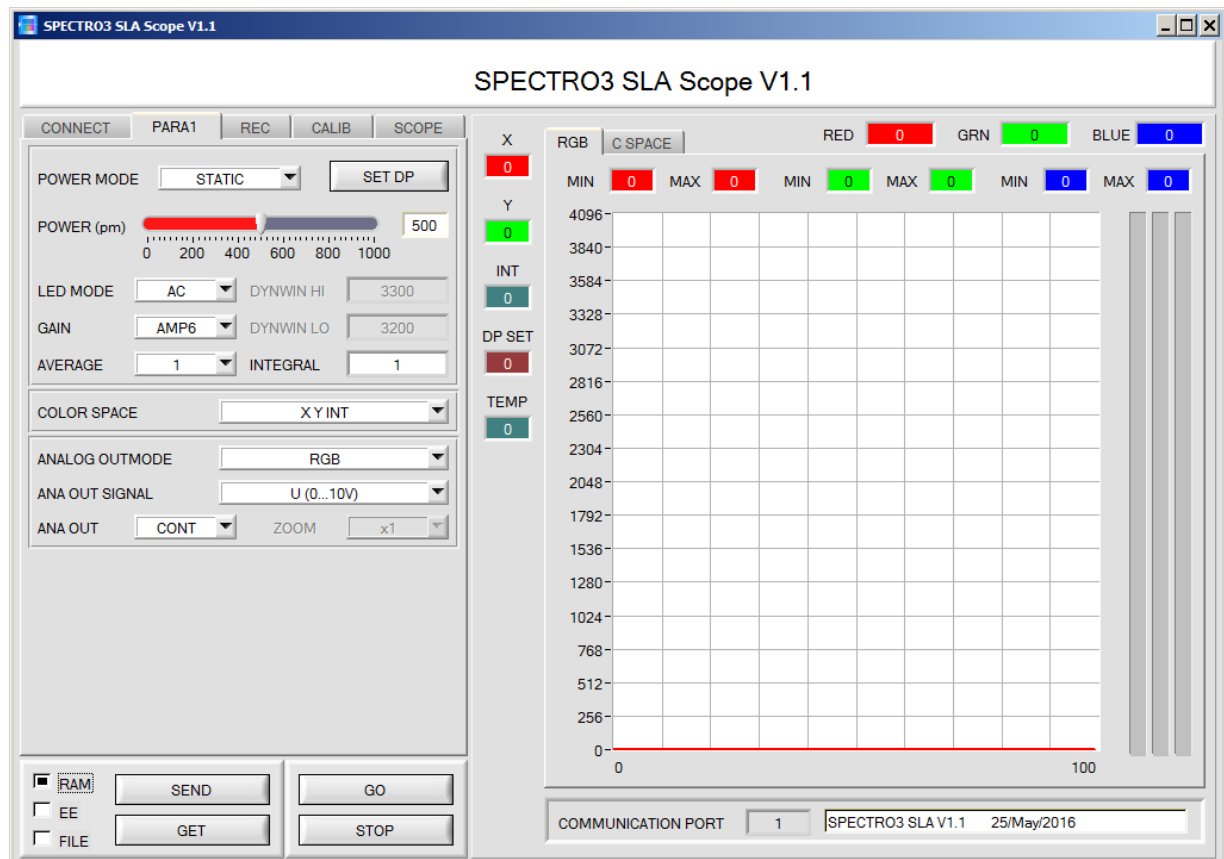 SPECTRO3 SLA Scope V1.1
SPECTRO3 SLA Scope V1.1
CONNECT PARA1 REC CALIB SCOPE
POWER MODE STATIC SET DP
POWER (pm) 500
0 200 400 600 800 1000
LED MODE AC DYNWIN HI 3300
GAIN AMP6 DYNWIN LO 3200
AVERAGE 1 INTEGRAL 1
COLOR SPACE X Y INT
ANALOG OUTMODE RGB
ANA OUT SIGNAL U (0...10V)
ANA OUT CONT ZOOM x1
RAM
EE
FILE
SEND
GET
GO
STOP
X
0
Y
0
INT
0
DP SET
0
TEMP
0
RGB C SPACE RED 0 GRN 0 BLUE 0
MIN 0 MAX 0 MIN 0 MAX 0 MIN 0 MAX 0
4096
3840
3584
3328
3072
2816
2560
2304
2048
1792
1536
1280
1024
768
512
256
0
0 100
COMMUNICATION PORT 1 SPECTRO3 SLA V1.1 25/May/2016